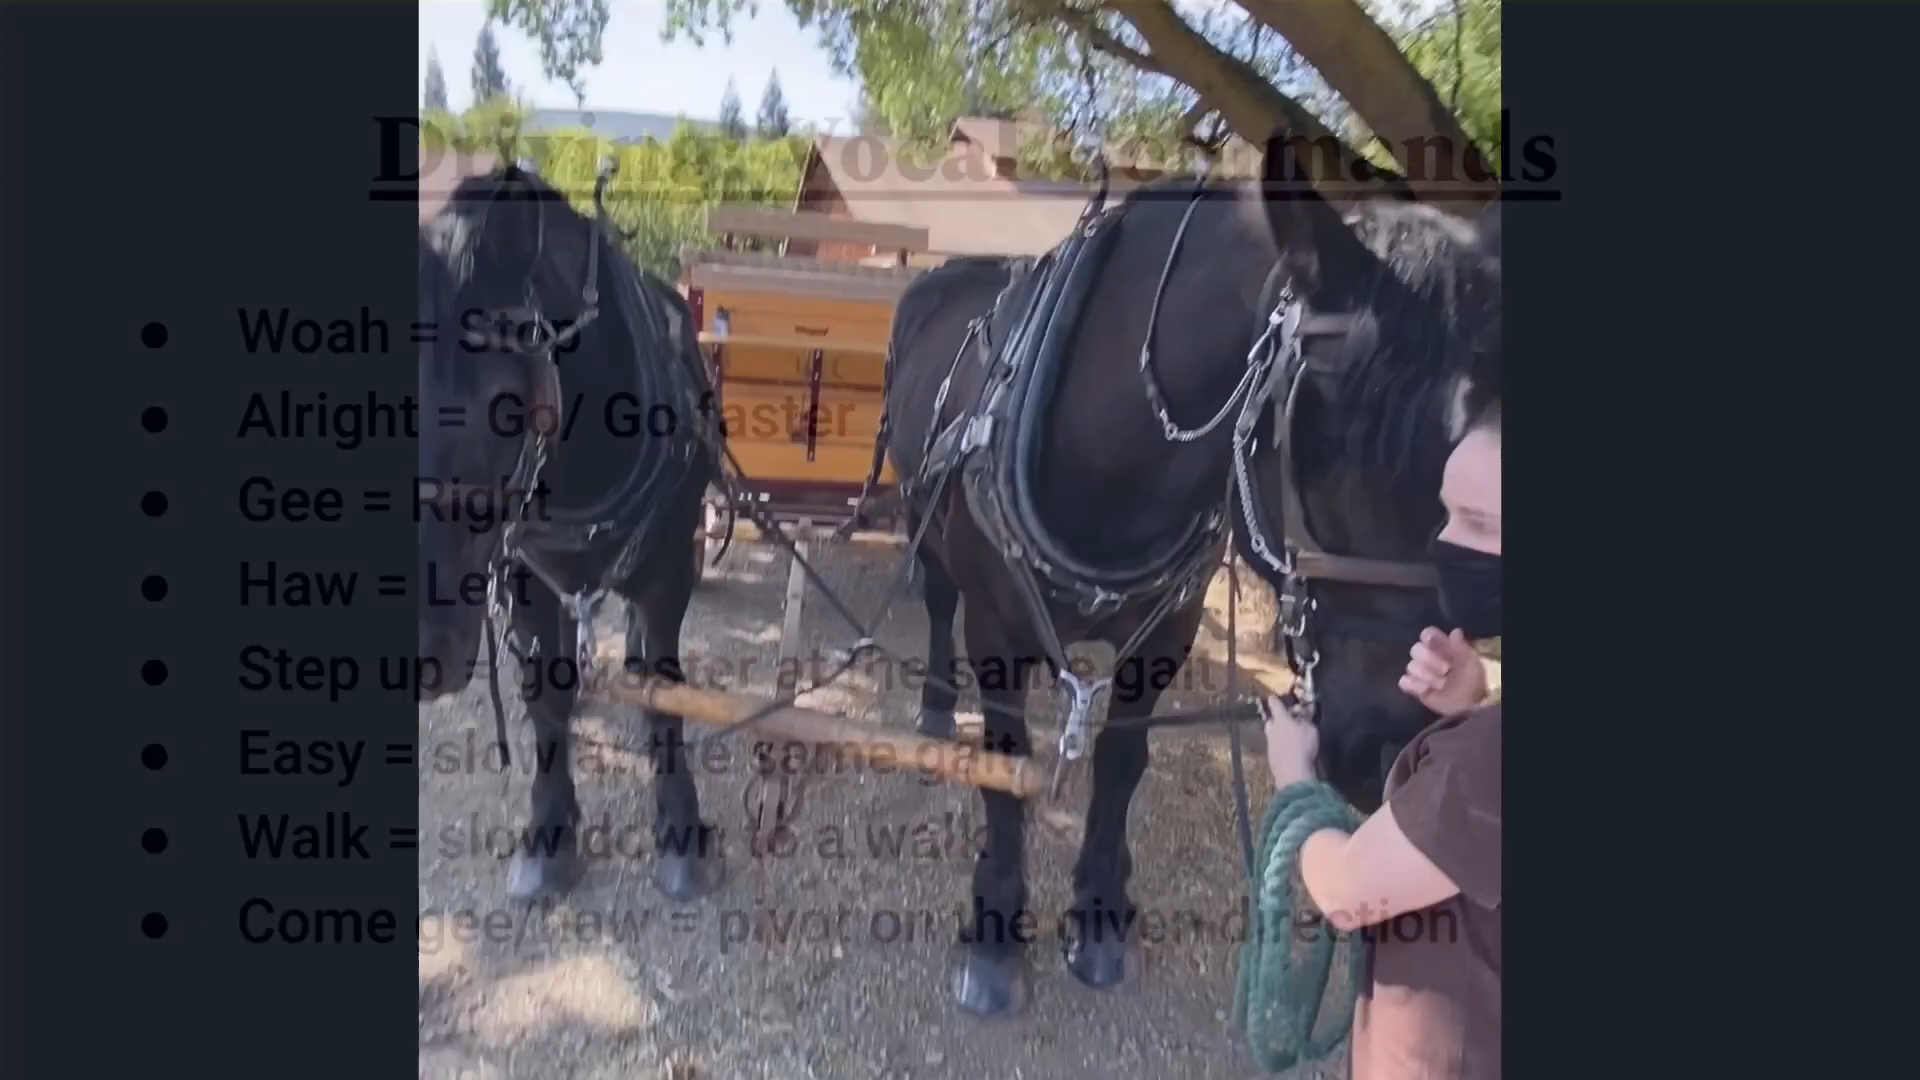 Driving Vocal Commands
Woah = Stop
Alright = Go/ Go faster
Gee = Right
Haw = Left
Step up = go faster at the same gait
Easy = slow at the same gait
Walk = slow down to a walk
Come gee/haw = pivot on the given direction